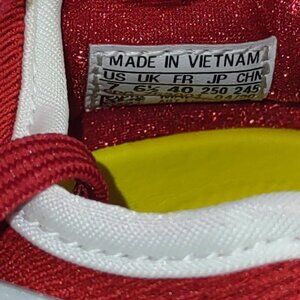 MADE IN VIETNAM
US UK FR JP CHN
7 6½ 40 250 245